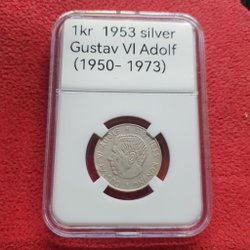 1kr 1953 silver
Gustav VI Adolf
(1950- 1973)